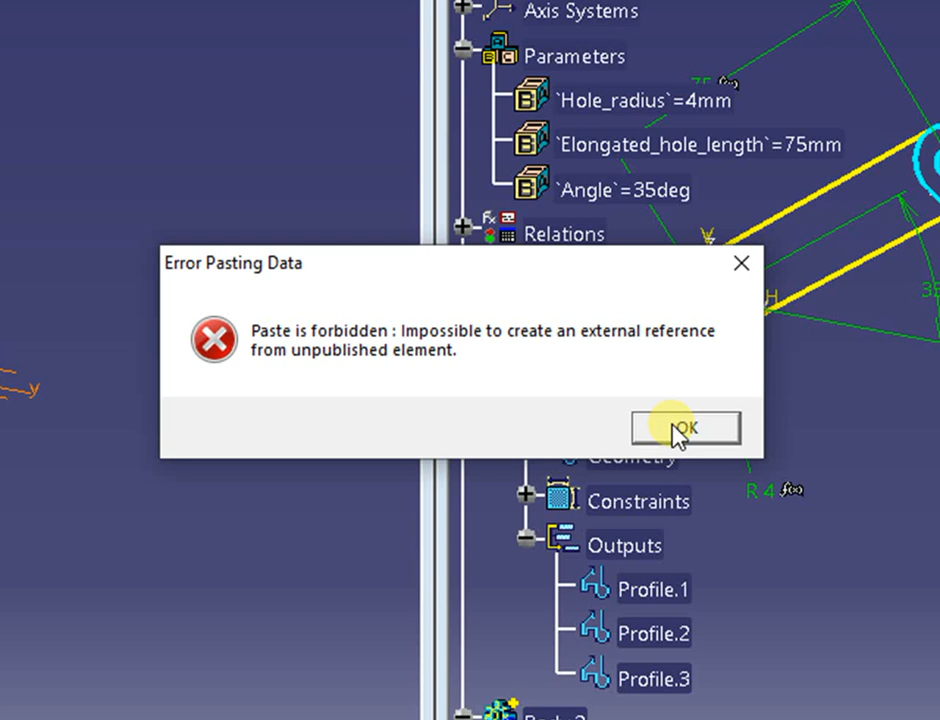 Axis Systems
Parameters
75 f(x)
`Hole_radius`=4mm
`Elongated_hole_length`=75mm
`Angle`=35deg
Relations
V
Error Pasting Data
H
Paste is forbidden : Impossible to create an external reference
from unpublished element.
y
OK
Geometry
R 4 f(x)
Constraints
Outputs
Profile.1
Profile.2
Profile.3